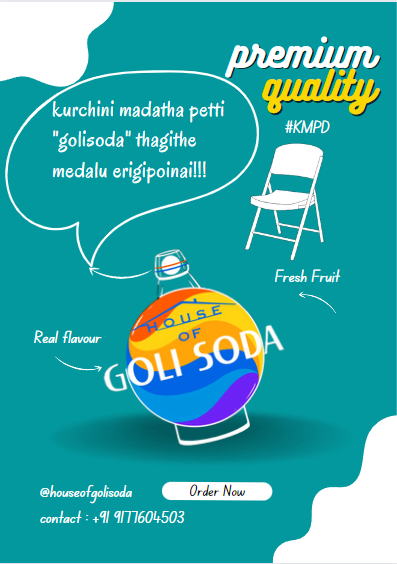 premium
quality
#KMPD
kurchini madatha petti
"golisoda" thagithe
medalu erigipoinai!!!
Fresh Fruit
Real flavour
HOUSE
OF
GOLI SODA
@houseofgolisoda
Order Now
contact : +91 9177604503